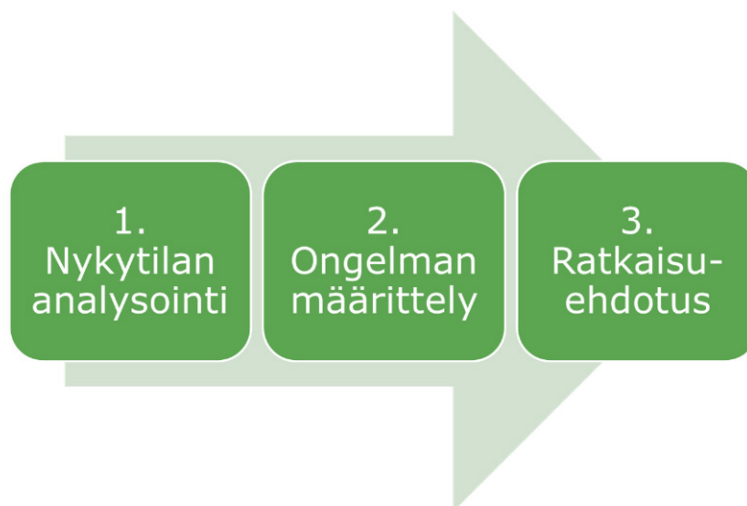 1.
Nykytilan
analysointi
2.
Ongelman
määrittely
3.
Ratkaisu-
ehdotus